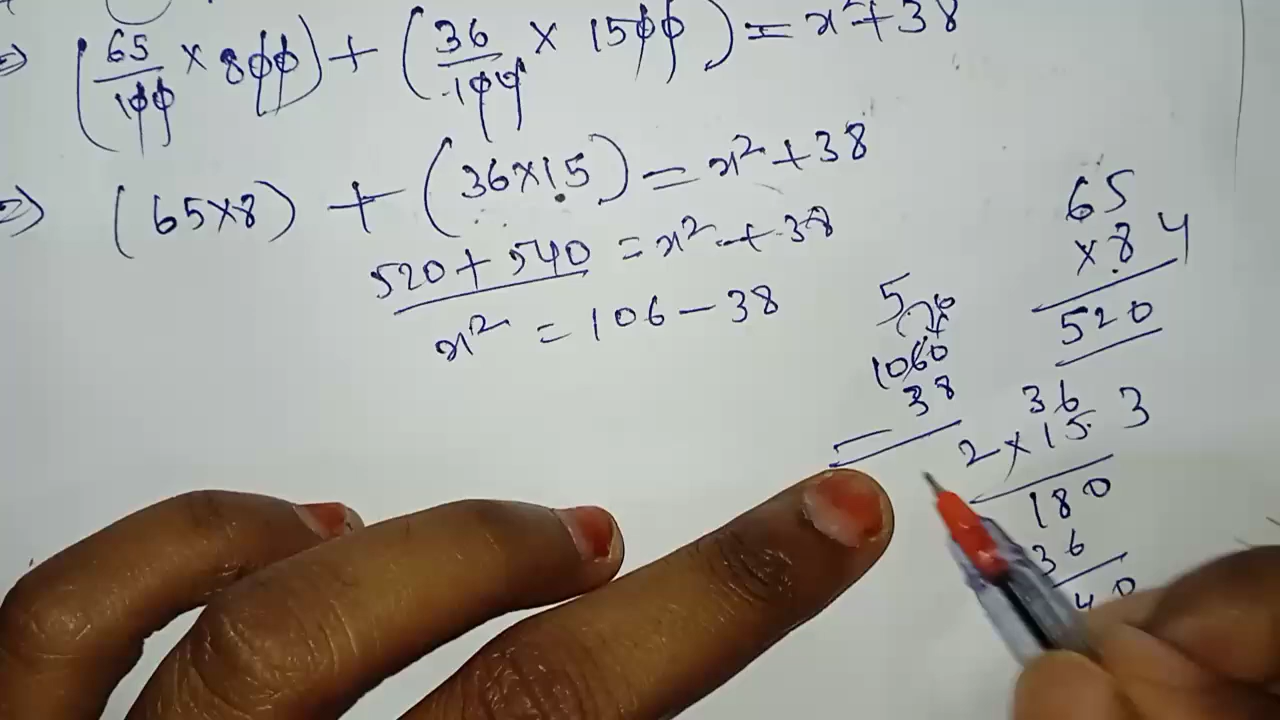 ⇒ (65/100 × 800) + (36/100 × 1500) = x² + 38
⇒ (65×8) + (36×15) = x² + 38
520 + 540 = x² + 38
x² = 106 - 38
65
×8 4
520
5
1060
- 38
36 3
2 ×15
180
36
40